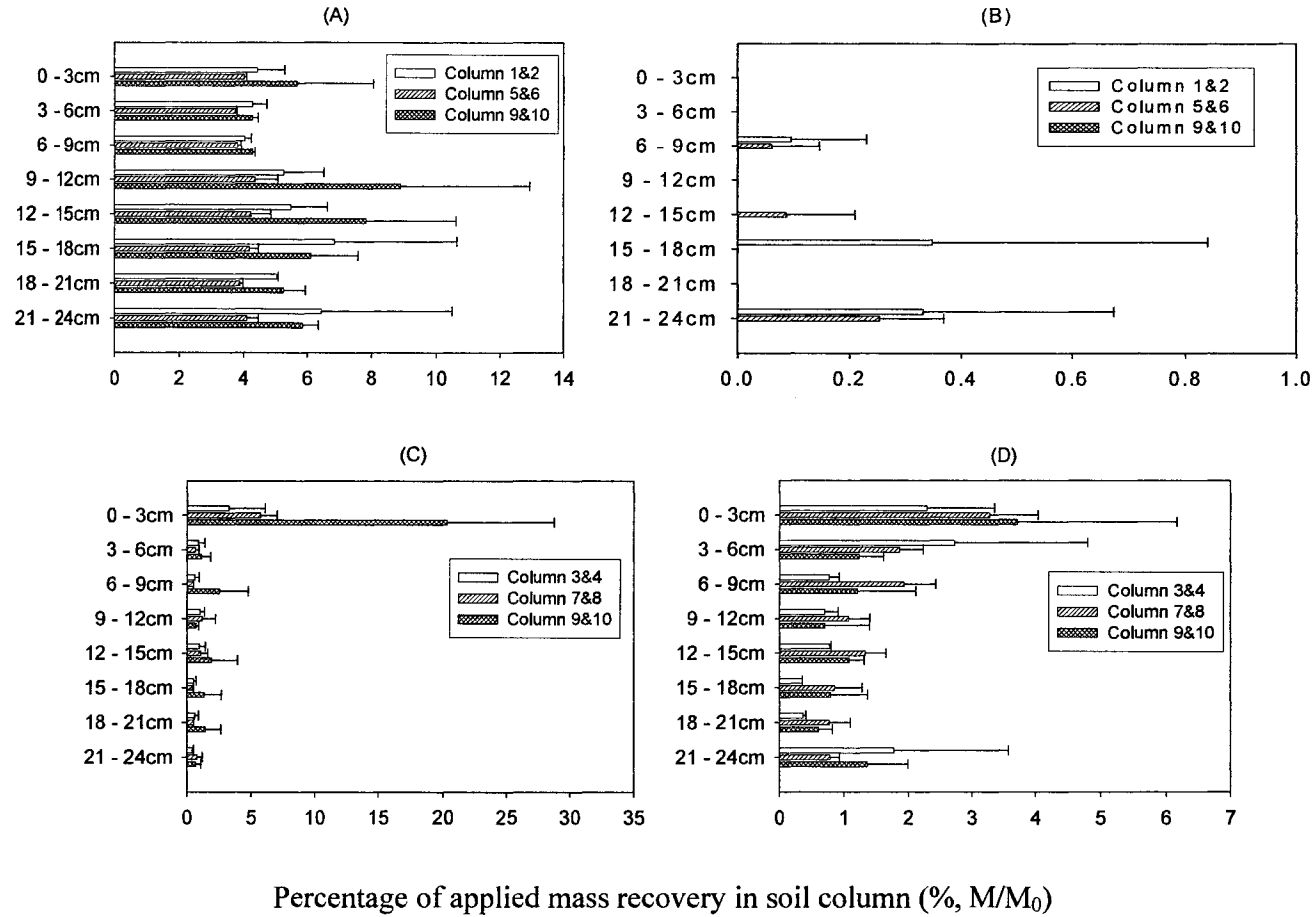 (A)
0 - 3cm
3 - 6cm
6 - 9cm
9 - 12cm
12 - 15cm
15 - 18cm
18 - 21cm
21 - 24cm
Column 1&2
Column 5&6
Column 9&10
0 2 4 6 8 10 12 14
(B)
0 - 3cm
3 - 6cm
6 - 9cm
9 - 12cm
12 - 15cm
15 - 18cm
18 - 21cm
21 - 24cm
Column 1&2
Column 5&6
Column 9&10
0.0 0.2 0.4 0.6 0.8 1.0
(C)
0 - 3cm
3 - 6cm
6 - 9cm
9 - 12cm
12 - 15cm
15 - 18cm
18 - 21cm
21 - 24cm
Column 3&4
Column 7&8
Column 9&10
0 5 10 15 20 25 30 35
(D)
0 - 3cm
3 - 6cm
6 - 9cm
9 - 12cm
12 - 15cm
15 - 18cm
18 - 21cm
21 - 24cm
Column 3&4
Column 7&8
Column 9&10
0 1 2 3 4 5 6 7
Percentage of applied mass recovery in soil column (%, M/M₀)